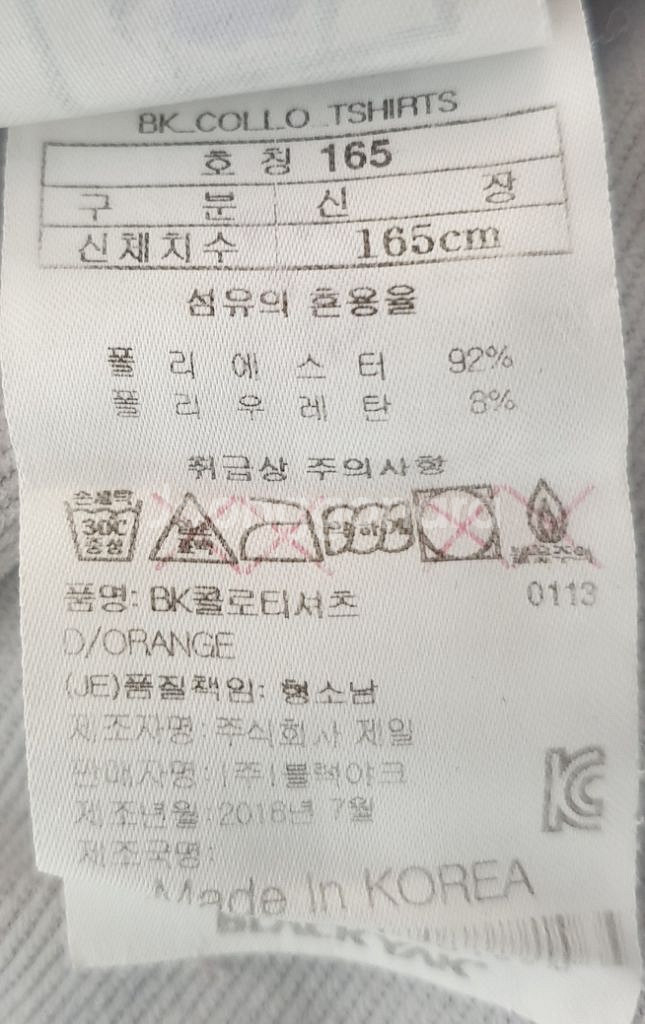 BK_COLLO_TSHIRTS
호 칭 165
구 분 신 장
신체치수 165cm
섬유의 혼용율
폴 리 에 스 터 92%
폴 리 우 레 탄 8%
취급상 주의사항
손세탁
30℃
중성
약하게
불꽃주의
품명: BK콜로티셔츠 0113
D/ORANGE
(JE)품질책임: 형소남
제조자명:주식회사 제일
판매자명:(주)블랙야크
제조년월:2016년 7월
제조국명:
Made In KOREA
BLACKYAK